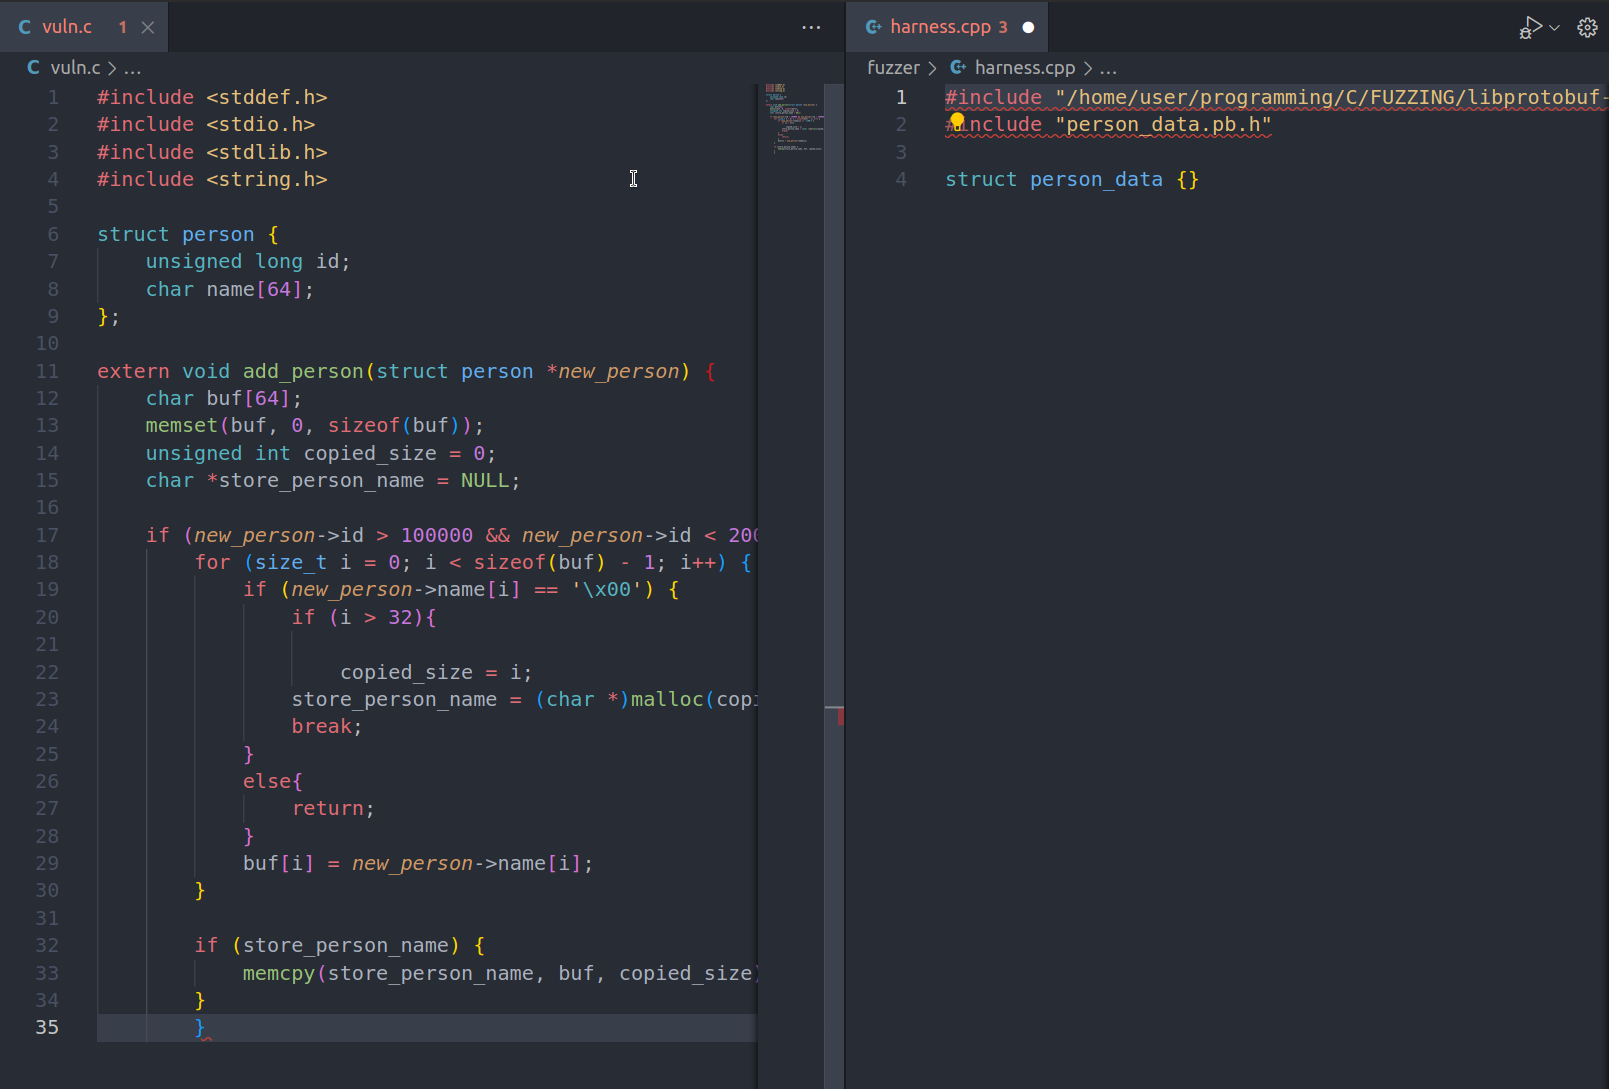 vuln.c 1
vuln.c > ...
1 #include <stddef.h>
2 #include <stdio.h>
3 #include <stdlib.h>
4 #include <string.h>
5
6 struct person {
7     unsigned long id;
8     char name[64];
9 };
10
11 extern void add_person(struct person *new_person) {
12     char buf[64];
13     memset(buf, 0, sizeof(buf));
14     unsigned int copied_size = 0;
15     char *store_person_name = NULL;
16
17     if (new_person->id > 100000 && new_person->id < 200
18         for (size_t i = 0; i < sizeof(buf) - 1; i++) {
19             if (new_person->name[i] == '\x00') {
20                 if (i > 32){
21
22                     copied_size = i;
23                 store_person_name = (char *)malloc(copi
24                 break;
25             }
26             else{
27                 return;
28             }
29             buf[i] = new_person->name[i];
30         }
31
32         if (store_person_name) {
33             memcpy(store_person_name, buf, copied_size)
34         }
35         }
harness.cpp 3
fuzzer > harness.cpp > ...
1 #include "/home/user/programming/C/FUZZING/libprotobuf-
2 #include "person_data.pb.h"
3
4 struct person_data {}